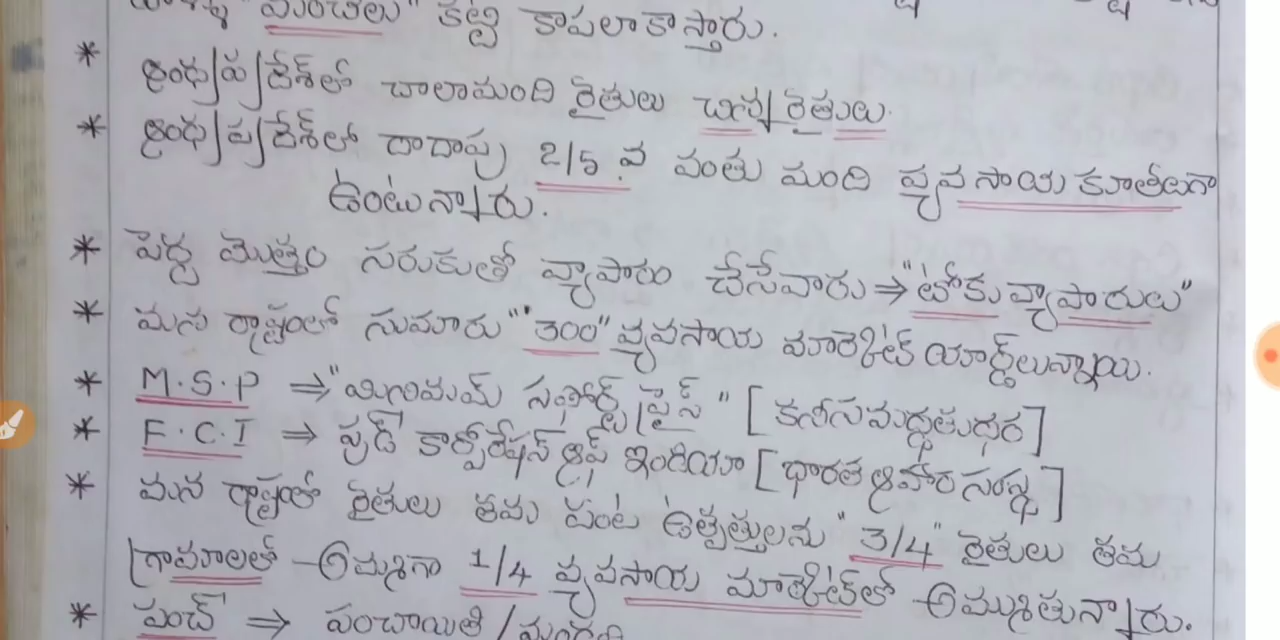 "మంచెలు" కట్టి కాపలాకాస్తారు.
* ఆంధ్రప్రదేశ్‌లో చాలామంది రైతులు చిన్న రైతులు.
* ఆంధ్రప్రదేశ్‌లో దాదాపు 2/5 వ వంతు మంది వ్యవసాయ కూలీలుగా
ఉంటున్నారు.
* పెద్ద మొత్తం సరుకుతో వ్యాపారం చేసేవారు ⇒ "టోకు వ్యాపారులు"
* మన రాష్ట్రంలో సుమారు "300" వ్యవసాయ మార్కెట్ యార్డ్‌లున్నాయి.
* M.S.P ⇒ "మినిమమ్ సపోర్ట్ ప్రైస్" [కనీస మద్దతు ధర]
* F.C.I ⇒ ఫుడ్ కార్పోరేషన్ ఆఫ్ ఇండియా [భారత ఆహార సంస్థ]
* మన రాష్ట్రంలో రైతులు తమ పంట ఉత్పత్తులను "3/4" రైతులు తమ
గ్రామాలలో అమ్మగా 1/4 వ్యవసాయ మార్కెట్‌లో అమ్ముతున్నారు.
* పంచ్ ⇒ పంచాయితి /